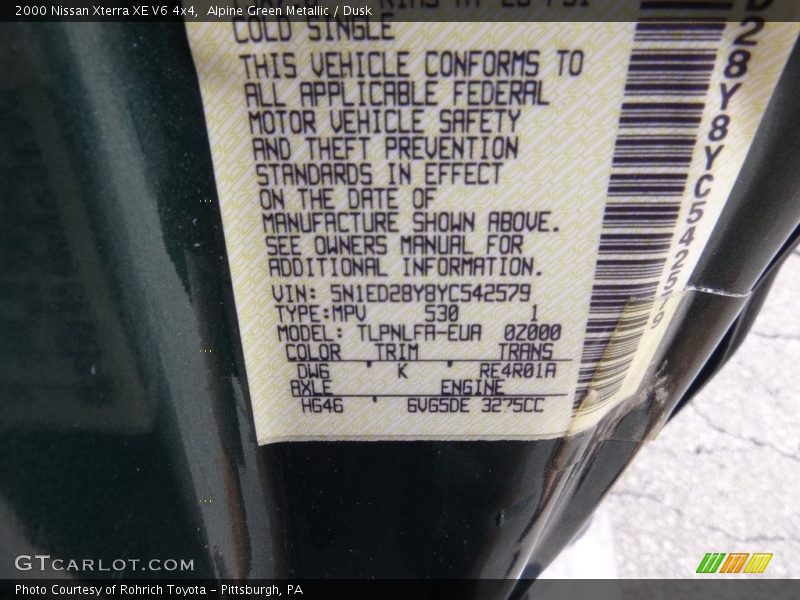 2000 Nissan Xterra XE V6 4x4, Alpine Green Metallic / Dusk
COLD SINGLE
THIS VEHICLE CONFORMS TO
ALL APPLICABLE FEDERAL
MOTOR VEHICLE SAFETY
AND THEFT PREVENTION
STANDARDS IN EFFECT
ON THE DATE OF
MANUFACTURE SHOWN ABOVE.
SEE OWNERS MANUAL FOR
ADDITIONAL INFORMATION.
VIN: 5N1ED28Y8YC542579
TYPE:MPV 530 1
MODEL: TLPNLFA-EUA 0Z000
COLOR TRIM TRANS
DW6 ' K ' RE4R01A
AXLE ENGINE
HG46 ' 6VG5DE 3275CC
D28Y8YC542579
GTCARLOT.COM
Photo Courtesy of Rohrich Toyota - Pittsburgh, PA